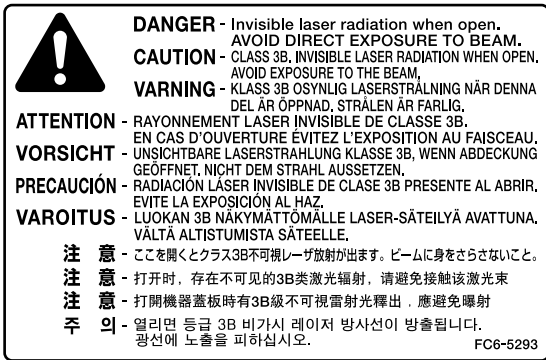 DANGER - Invisible laser radiation when open.
AVOID DIRECT EXPOSURE TO BEAM.
CAUTION - CLASS 3B. INVISIBLE LASER RADIATION WHEN OPEN.
AVOID EXPOSURE TO THE BEAM.
VARNING - KLASS 3B OSYNLIG LASERSTRÅLNING NÄR DENNA
DEL ÄR ÖPPNAD. STRÅLEN ÄR FARLIG.
ATTENTION - RAYONNEMENT LASER INVISIBLE DE CLASSE 3B.
EN CAS D'OUVERTURE ÉVITEZ L'EXPOSITION AU FAISCEAU.
VORSICHT - UNSICHTBARE LASERSTRAHLUNG KLASSE 3B, WENN ABDECKUNG
GEÖFFNET. NICHT DEM STRAHL AUSSETZEN.
PRECAUCIÓN - RADIACIÓN LÁSER INVISIBLE DE CLASE 3B PRESENTE AL ABRIR.
EVITE LA EXPOSICIÓN AL HAZ.
VAROITUS - LUOKAN 3B NÄKYMÄTTÖMÄLLE LASER-SÄTEILYÄ AVATTUNA.
VÄLTÄ ALTISTUMISTA SÄTEELLE.
注 意 - ここを開くとクラス3B不可視レーザ放射が出ます。ビームに身をさらさないこと。
注 意 - 打开时，存在不可见的3B类激光辐射，请避免接触该激光束
注 意 - 打開機器蓋板時有3B級不可視雷射光釋出，應避免曝射
주 의 - 열리면 등급 3B 비가시 레이저 방사선이 방출됩니다.
광선에 노출을 피하십시오.
FC6-5293